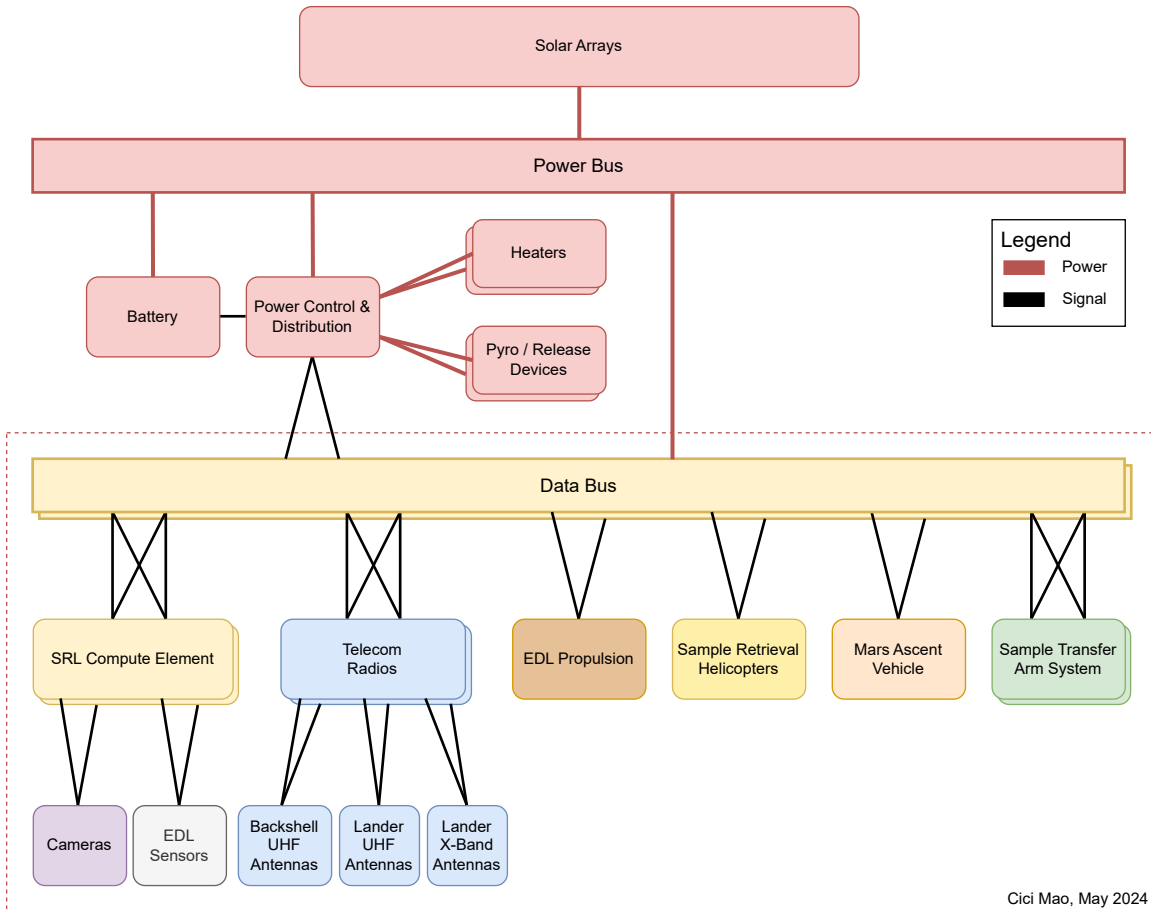 Solar Arrays
Power Bus
Heaters
Legend
Power
Signal
Battery
Power Control &
Distribution
Pyro / Release
Devices
Data Bus
SRL Compute Element
Telecom
Radios
EDL Propulsion
Sample Retrieval
Helicopters
Mars Ascent
Vehicle
Sample Transfer
Arm System
Cameras
EDL
Sensors
Backshell
UHF
Antennas
Lander
UHF
Antennas
Lander
X-Band
Antennas
Cici Mao, May 2024